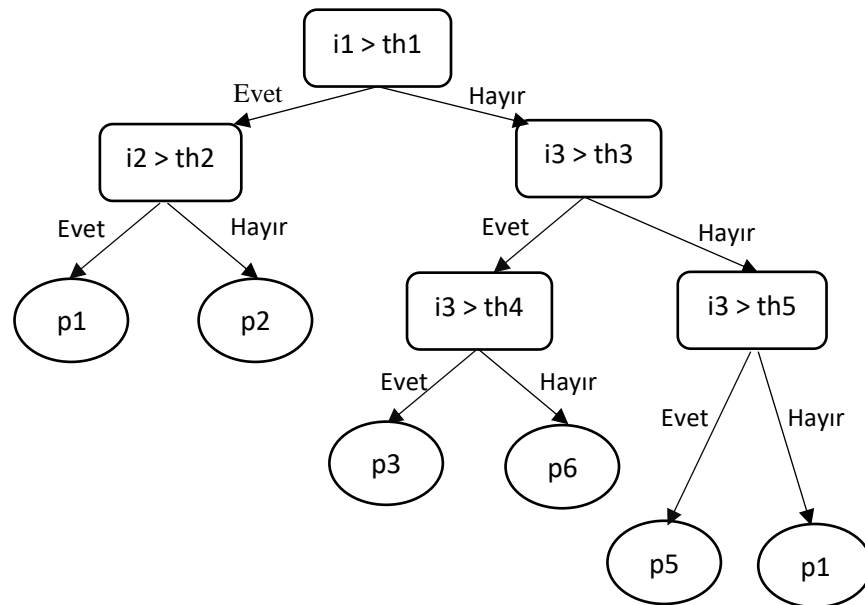 i1 > th1
Evet
Hayır
i2 > th2
i3 > th3
Evet
Hayır
Evet
Hayır
p1
p2
i3 > th4
i3 > th5
Evet
Hayır
Evet
Hayır
p3
p6
p5
p1